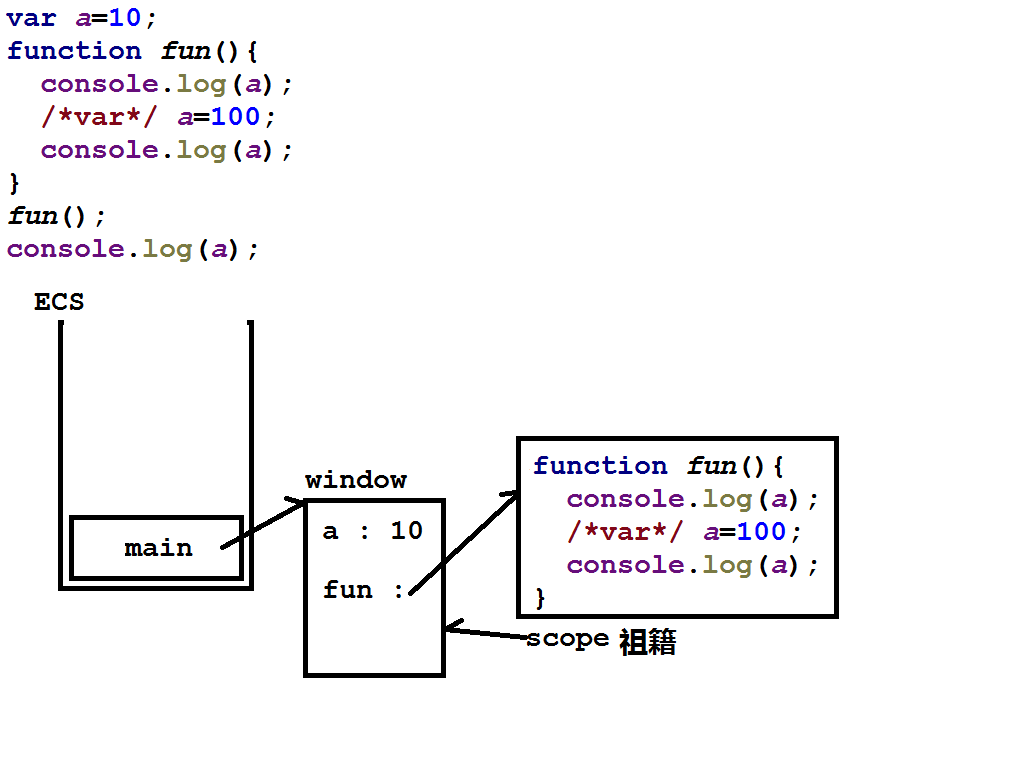 var a=10;
function fun(){
  console.log(a);
  /*var*/ a=100;
  console.log(a);
}
fun();
console.log(a);
ECS
main
window
a : 10
fun :
function fun(){
  console.log(a);
  /*var*/ a=100;
  console.log(a);
}
scope 祖籍